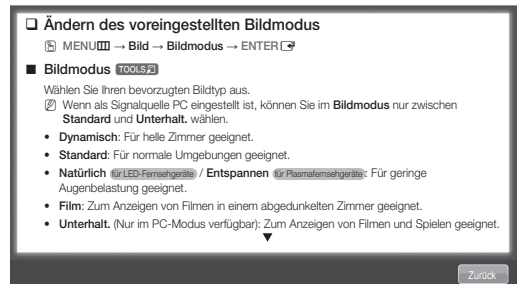 ❑ Ändern des voreingestellten Bildmodus
MENU → Bild → Bildmodus → ENTER
■ Bildmodus TOOLS
Wählen Sie Ihren bevorzugten Bildtyp aus.
Wenn als Signalquelle PC eingestellt ist, können Sie im Bildmodus nur zwischen
Standard und Unterhalt. wählen.
• Dynamisch: Für helle Zimmer geeignet.
• Standard: Für normale Umgebungen geeignet.
• Natürlich für LED-Fernsehgeräte / Entspannen für Plasmafernsehgeräte: Für geringe
Augenbelastung geeignet.
• Film: Zum Anzeigen von Filmen in einem abgedunkelten Zimmer geeignet.
• Unterhalt. (Nur im PC-Modus verfügbar): Zum Anzeigen von Filmen und Spielen geeignet.
▼
Zurück